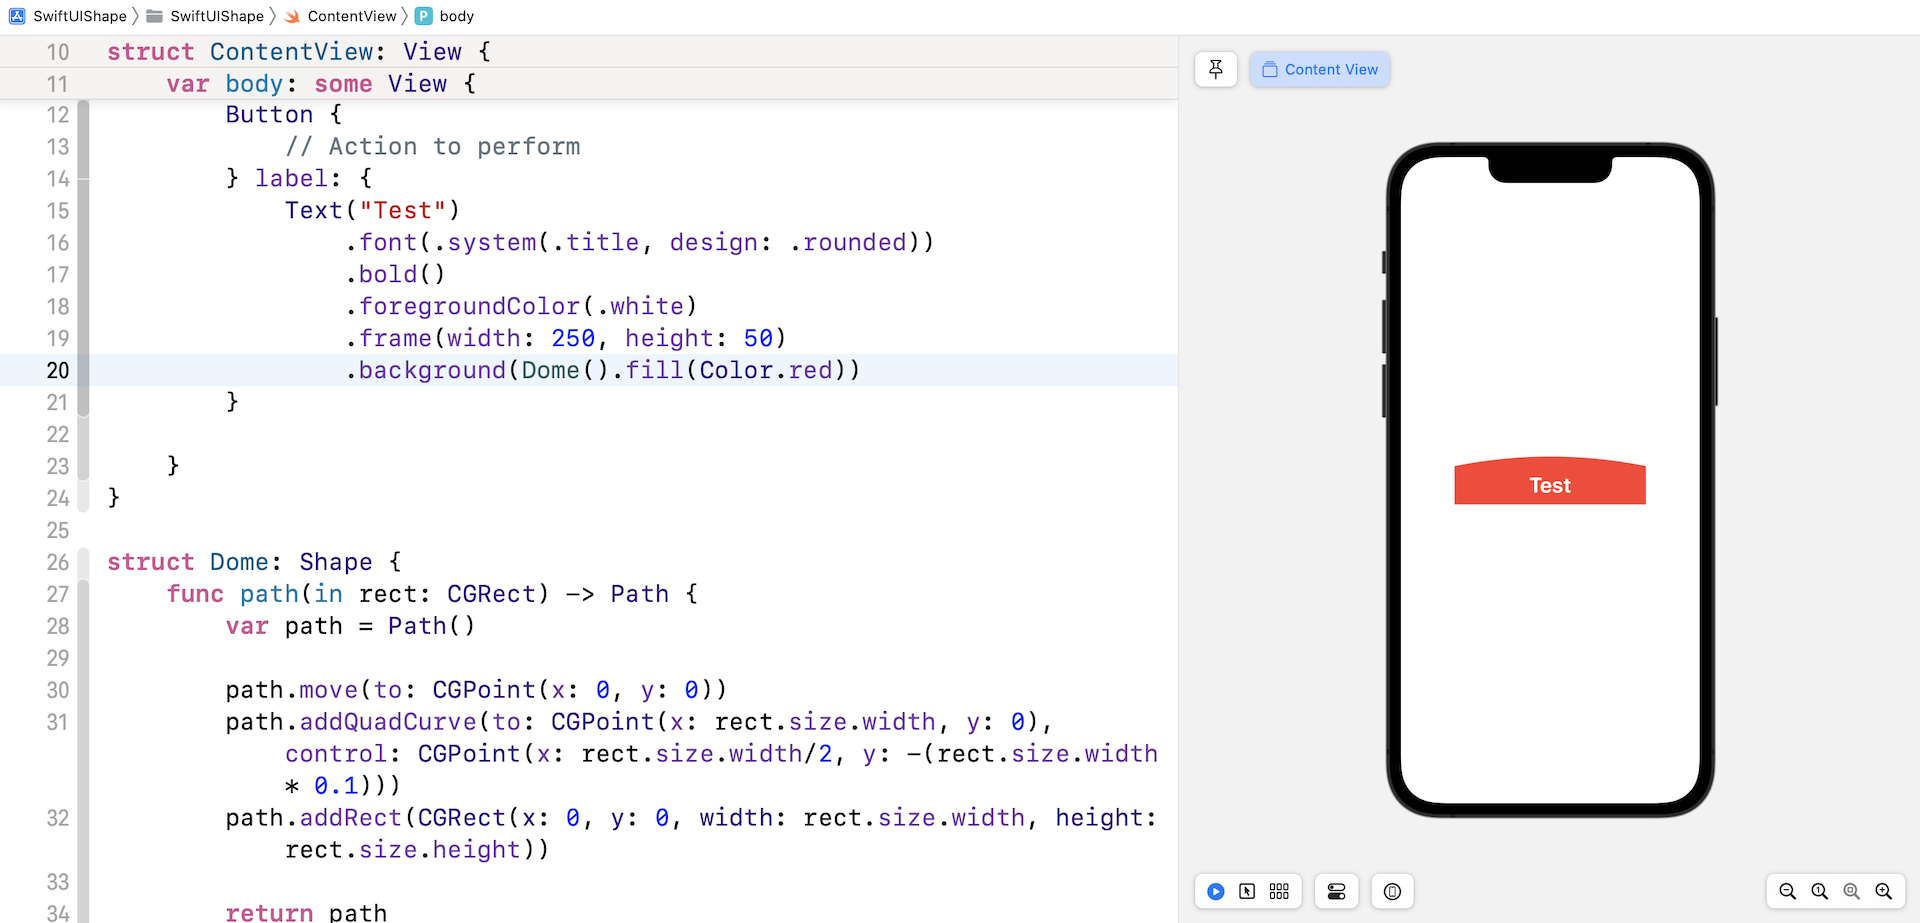 SwiftUIShape 〉 SwiftUIShape 〉 ContentView 〉 P body
10 struct ContentView: View {
11 var body: some View {
12 Button {
13 // Action to perform
14 } label: {
15 Text("Test")
16 .font(.system(.title, design: .rounded))
17 .bold()
18 .foregroundColor(.white)
19 .frame(width: 250, height: 50)
20 .background(Dome().fill(Color.red))
21 }
22
23 }
24 }
25
26 struct Dome: Shape {
27 func path(in rect: CGRect) -> Path {
28 var path = Path()
29
30 path.move(to: CGPoint(x: 0, y: 0))
31 path.addQuadCurve(to: CGPoint(x: rect.size.width, y: 0),
control: CGPoint(x: rect.size.width/2, y: -(rect.size.width
* 0.1)))
32 path.addRect(CGRect(x: 0, y: 0, width: rect.size.width, height:
rect.size.height))
33
34 return path
Content View
Test